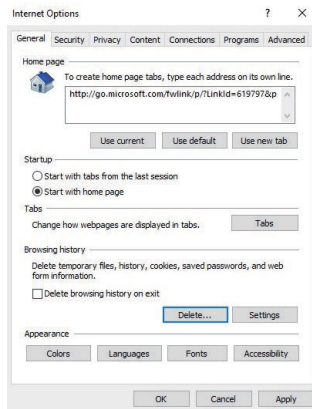 Internet Options ? X
General Security Privacy Content Connections Programs Advanced
Home page
To create home page tabs, type each address on its own line.
http://go.microsoft.com/fwlink/p/?LinkId=619797&p
Use current Use default Use new tab
Startup
Start with tabs from the last session
Start with home page
Tabs
Change how webpages are displayed in tabs. Tabs
Browsing history
Delete temporary files, history, cookies, saved passwords, and web
form information.
Delete browsing history on exit
Delete... Settings
Appearance
Colors Languages Fonts Accessibility
OK Cancel Apply